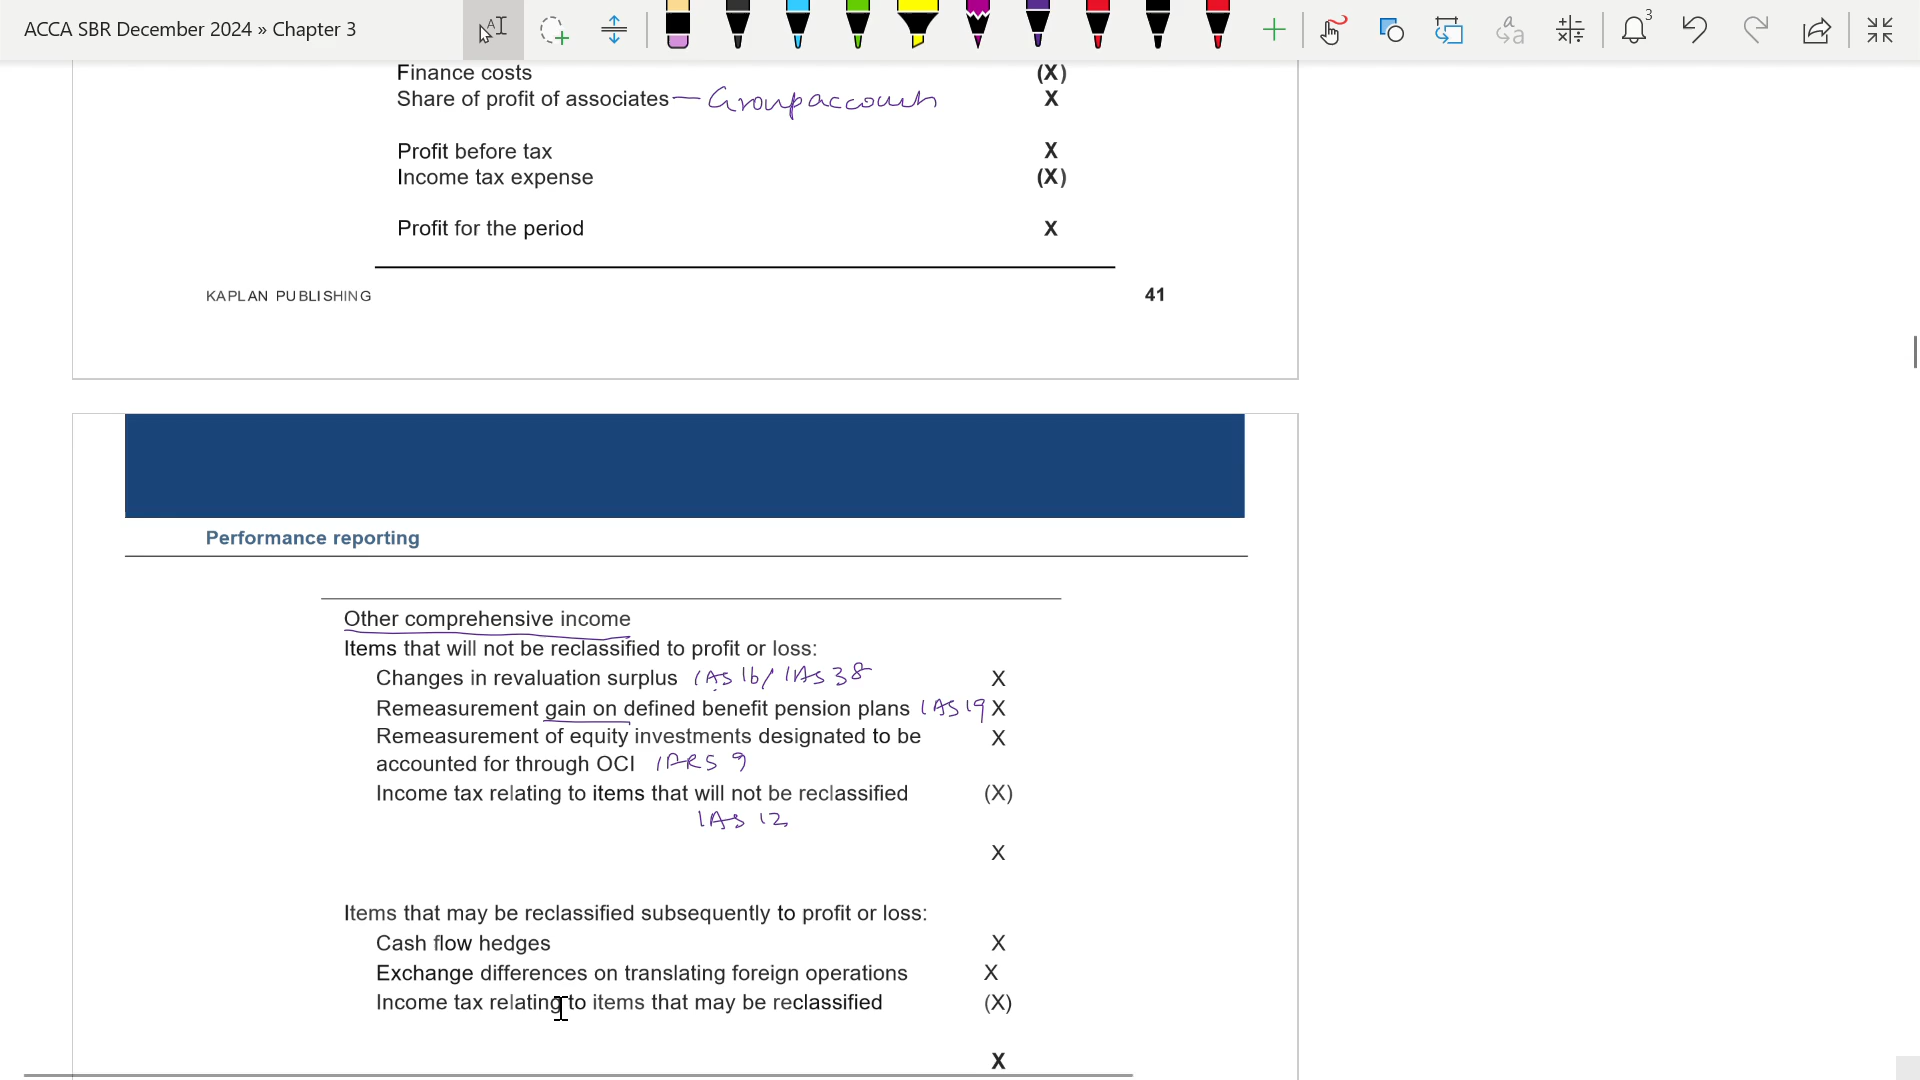 ACCA SBR December 2024 » Chapter 3
3
Finance costs (X)
Share of profit of associates — Group accounts X
Profit before tax X
Income tax expense (X)
Profit for the period X
KAPLAN PUBLISHING 41
Performance reporting
Other comprehensive income
Items that will not be reclassified to profit or loss:
Changes in revaluation surplus IAS 16/ IAS 38 X
Remeasurement gain on defined benefit pension plans IAS 19 X
Remeasurement of equity investments designated to be X
accounted for through OCI IFRS 9
Income tax relating to items that will not be reclassified (X)
IAS 12
X
Items that may be reclassified subsequently to profit or loss:
Cash flow hedges X
Exchange differences on translating foreign operations X
Income tax relating to items that may be reclassified (X)
X